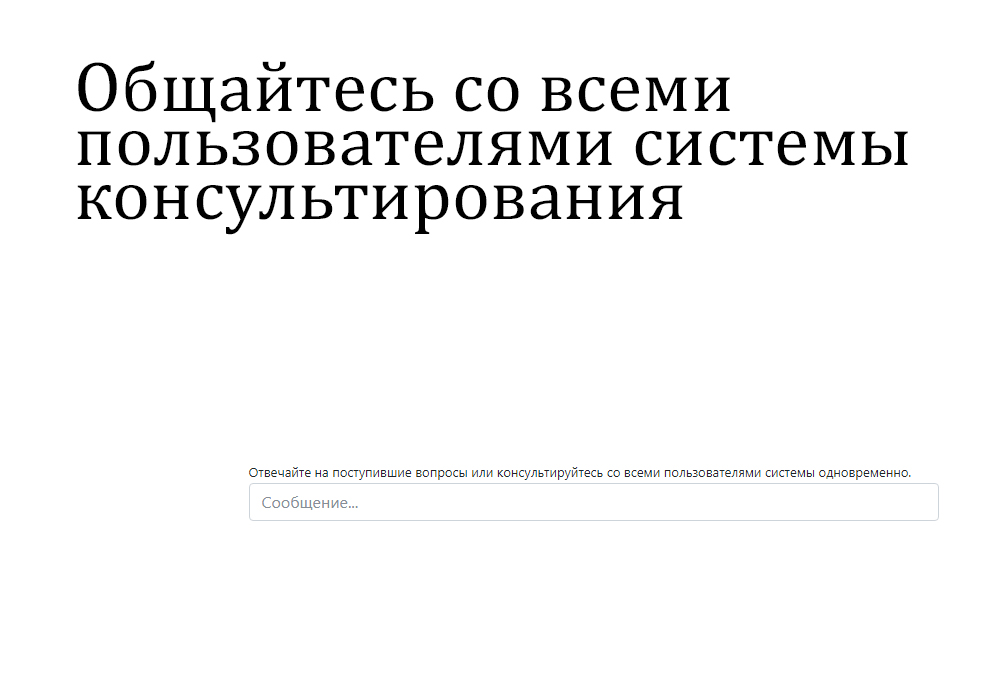 Общайтесь со всеми
пользователями системы
консультирования
Отвечайте на поступившие вопросы или консультируйтесь со всеми пользователями системы одновременно.
Сообщение...